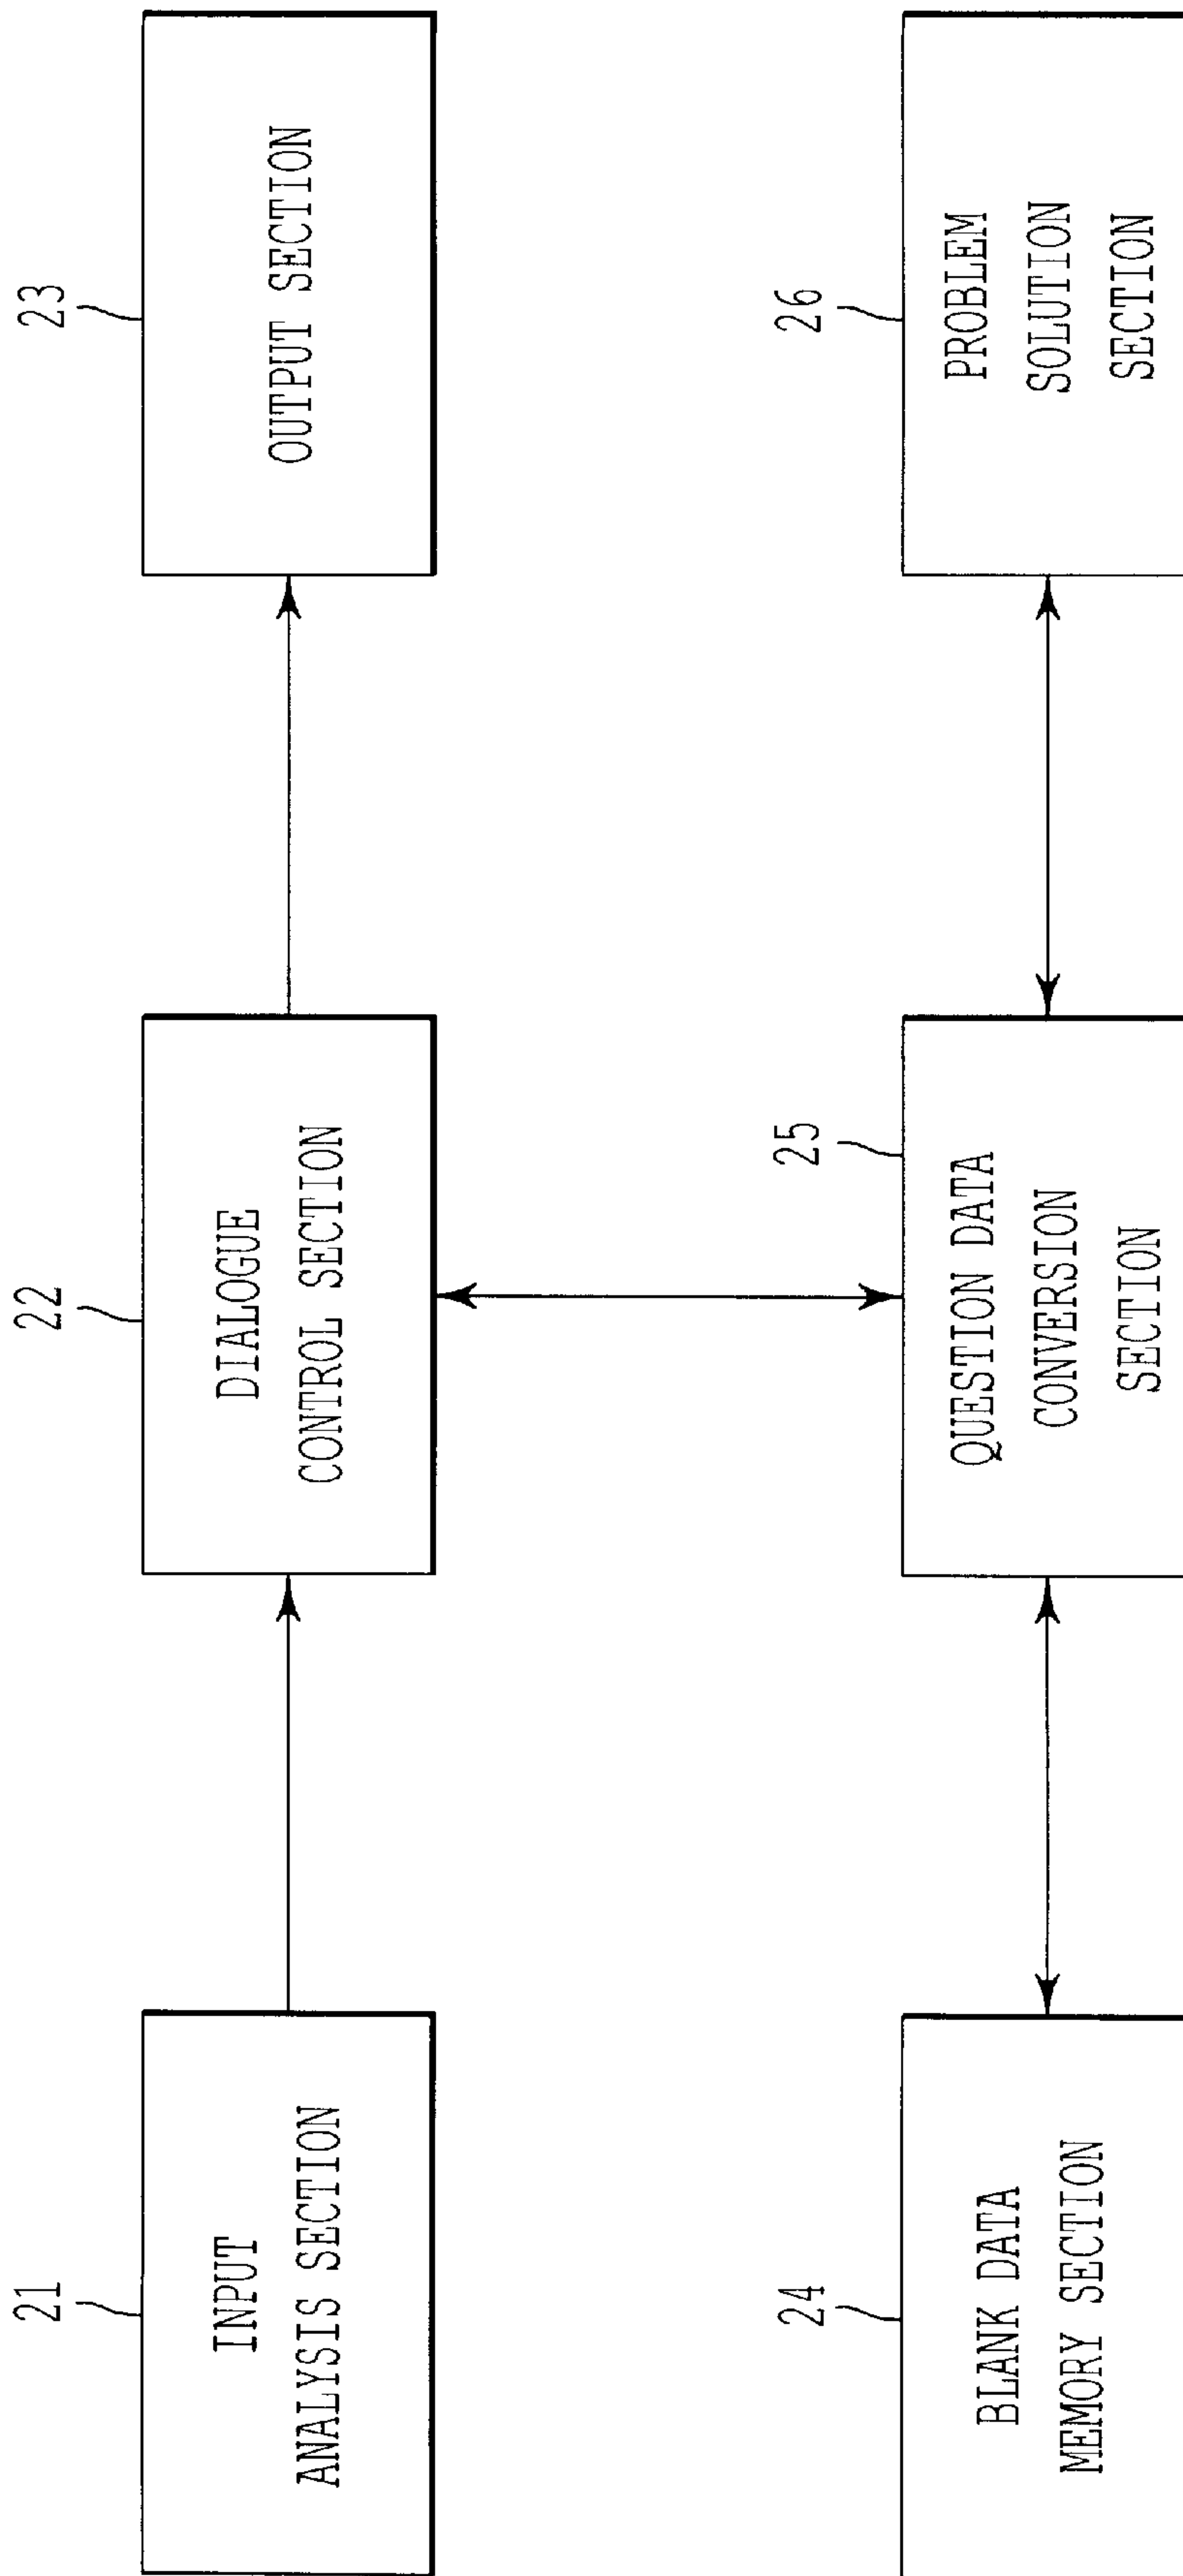 21
INPUT
ANALYSIS SECTION
22
DIALOGUE
CONTROL SECTION
23
OUTPUT SECTION
24
BLANK DATA
MEMORY SECTION
25
QUESTION DATA
CONVERSION
SECTION
26
PROBLEM
SOLUTION
SECTION